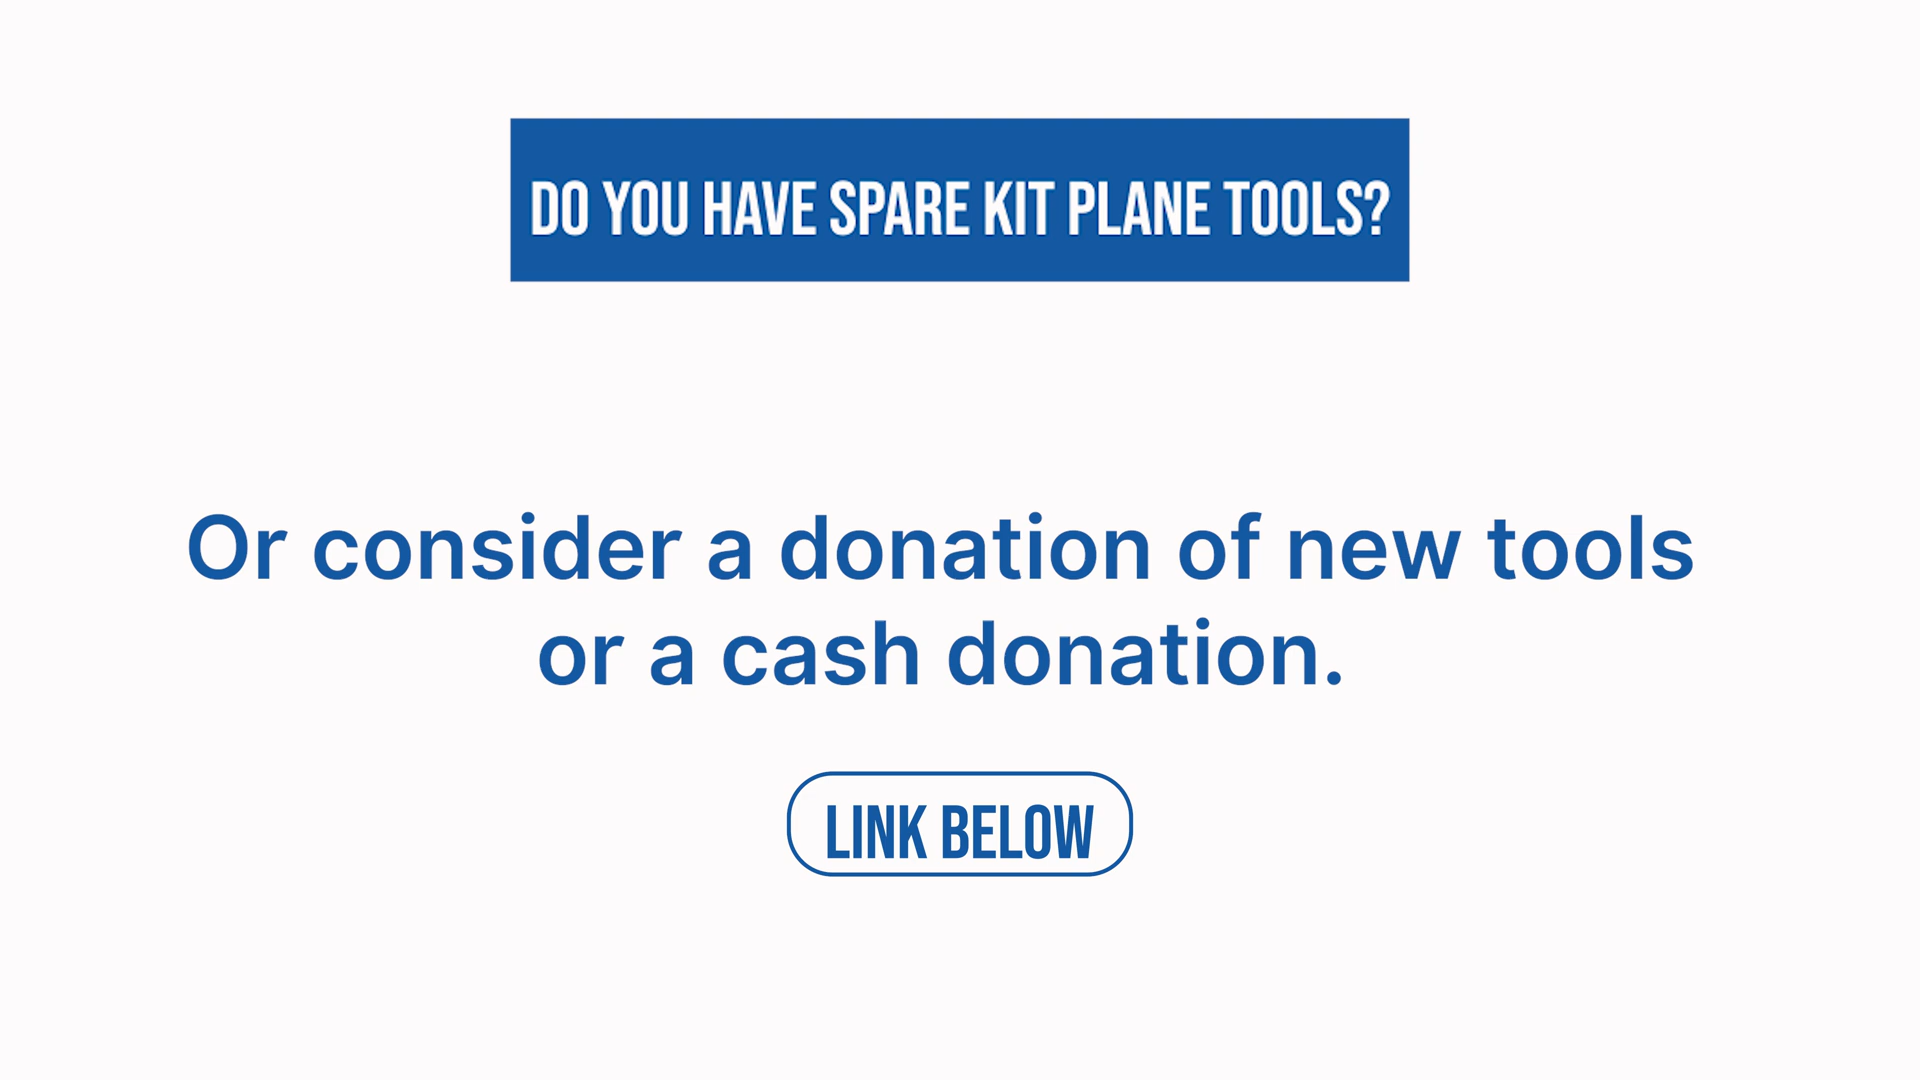 DO YOU HAVE SPARE KIT PLANE TOOLS?
Or consider a donation of new tools
or a cash donation.
LINK BELOW